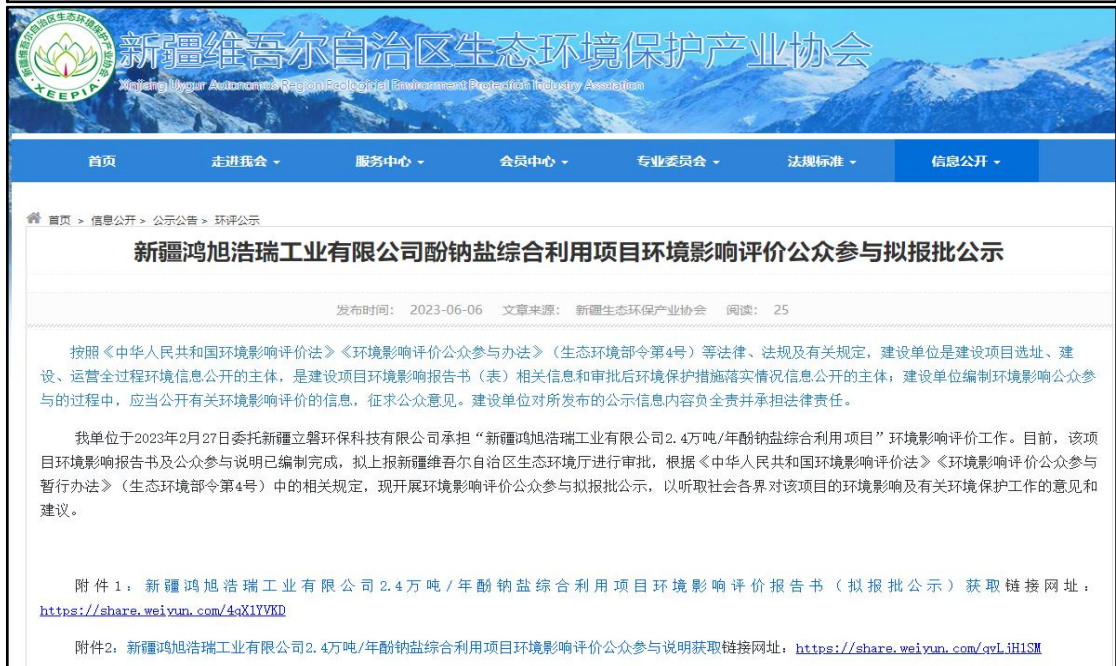 新疆维吾尔自治区生态环境保护产业协会
XEEPIA
Xinjiang Uygur Autonomous Region Ecologicial Environment Protection Industry Assoiation
首页 走进我会 服务中心 会员中心 专业委员会 法规标准 信息公开
首页 > 信息公开 > 公示公告 > 环评公示
新疆鸿旭浩瑞工业有限公司酚钠盐综合利用项目环境影响评价公众参与拟报批公示
发布时间: 2023-06-06 文章来源: 新疆生态环保产业协会 阅读: 25
按照《中华人民共和国环境影响评价法》《环境影响评价公众参与办法》（生态环境部令第4号）等法律、法规及有关规定，建设单位是建设项目选址、建
设、运营全过程环境信息公开的主体，是建设项目环境影响报告书（表）相关信息和审批后环境保护措施落实情况信息公开的主体；建设单位编制环境影响公众参
与的过程中，应当公开有关环境影响评价的信息，征求公众意见。建设单位对所发布的公示信息内容负全责并承担法律责任。
我单位于2023年2月27日委托新疆立磐环保科技有限公司承担“新疆鸿旭浩瑞工业有限公司2.4万吨/年酚钠盐综合利用项目”环境影响评价工作。目前，该项
目环境影响报告书及公众参与说明已编制完成，拟上报新疆维吾尔自治区生态环境厅进行审批，根据《中华人民共和国环境影响评价法》《环境影响评价公众参与
暂行办法》（生态环境部令第4号）中的相关规定，现开展环境影响评价公众参与拟报批公示，以听取社会各界对该项目的环境影响及有关环境保护工作的意见和
建议。
附件1：新疆鸿旭浩瑞工业有限公司2.4万吨/年酚钠盐综合利用项目环境影响评价报告书（拟报批公示）获取链接网址：
https://share.weiyun.com/4qX1YVKD
附件2：新疆鸿旭浩瑞工业有限公司2.4万吨/年酚钠盐综合利用项目环境影响评价公众参与说明获取链接网址：https://share.weiyun.com/qvLjH1SM